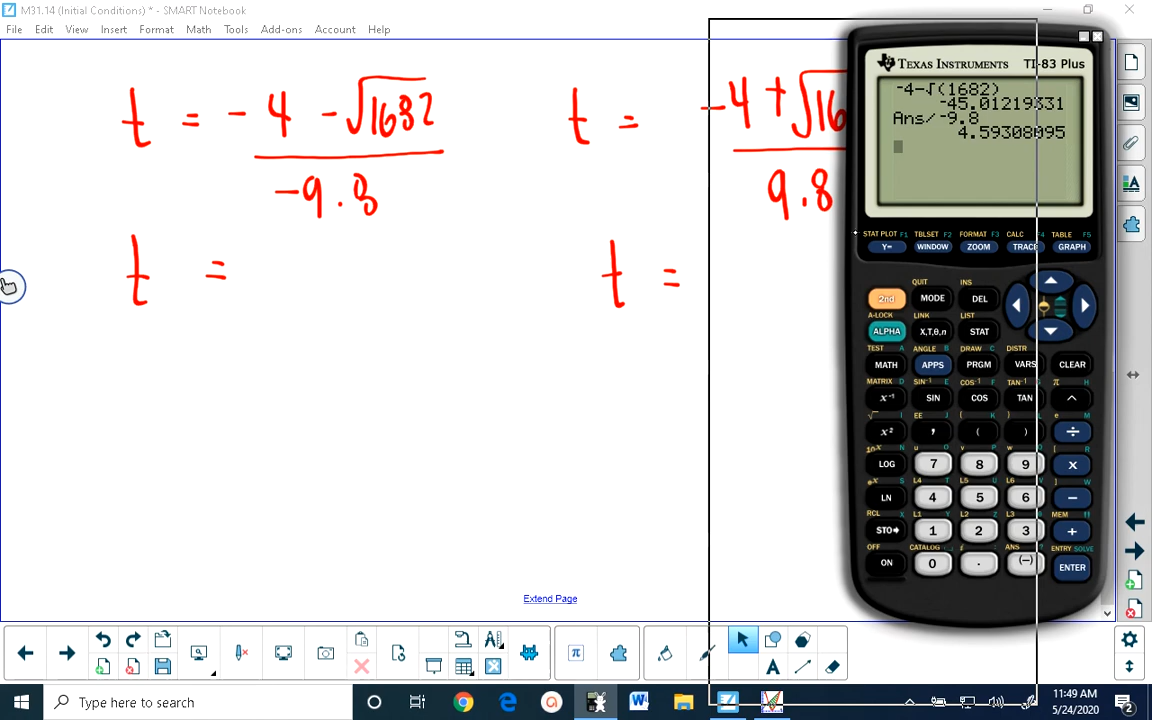 M31.14 (Initial Conditions) * - SMART Notebook
File Edit View Insert Format Math Tools Add-ons Account Help
t = -4 - √1682
-9.8
t = -4 + √16
9.8
t =
t =
TEXAS INSTRUMENTS TI-83 Plus
-4-√(1682)
-45.01219331
Ans/-9.8
4.59308095
STAT PLOT F1 TBLSET F2 FORMAT F3 CALC F4 TABLE F5
Y= WINDOW ZOOM TRACE GRAPH
QUIT INS
2nd MODE DEL
A-LOCK LINK LIST
ALPHA X,T,θ,n STAT
TEST A ANGLE B DRAW C DISTR
MATH APPS PRGM VARS CLEAR
MATRIX D SIN⁻¹ E COS⁻¹ F TAN⁻¹ G π H
x⁻¹ SIN COS TAN ^
√ I EE J { K } L e M
x² , ( ) ÷
10ˣ N u O v P w Q [ R
LOG 7 8 9 x
eˣ S L4 T L5 U L6 V ] W
LN 4 5 6 −
RCL X L1 Y L2 Z L3 θ MEM "
STO▸ 1 2 3 +
OFF CATALOG ANS ? ENTRY SOLVE
ON 0 . (−) ENTER
Extend Page
Type here to search
11:49 AM
5/24/2020
2